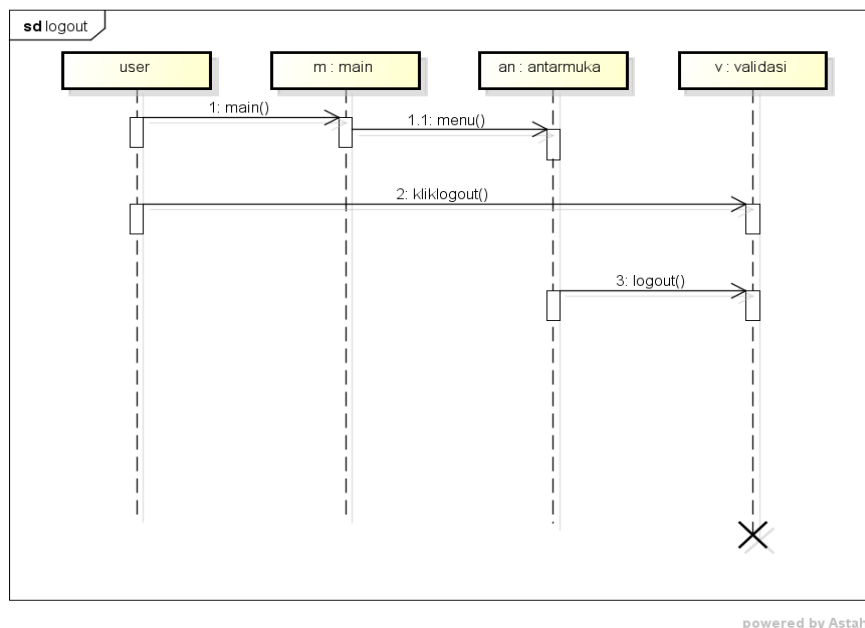 sd logout
user
m : main
an : antarmuka
v : validasi
1: main()
1.1: menu()
2: kliklogout()
3: logout()
powered by Astah